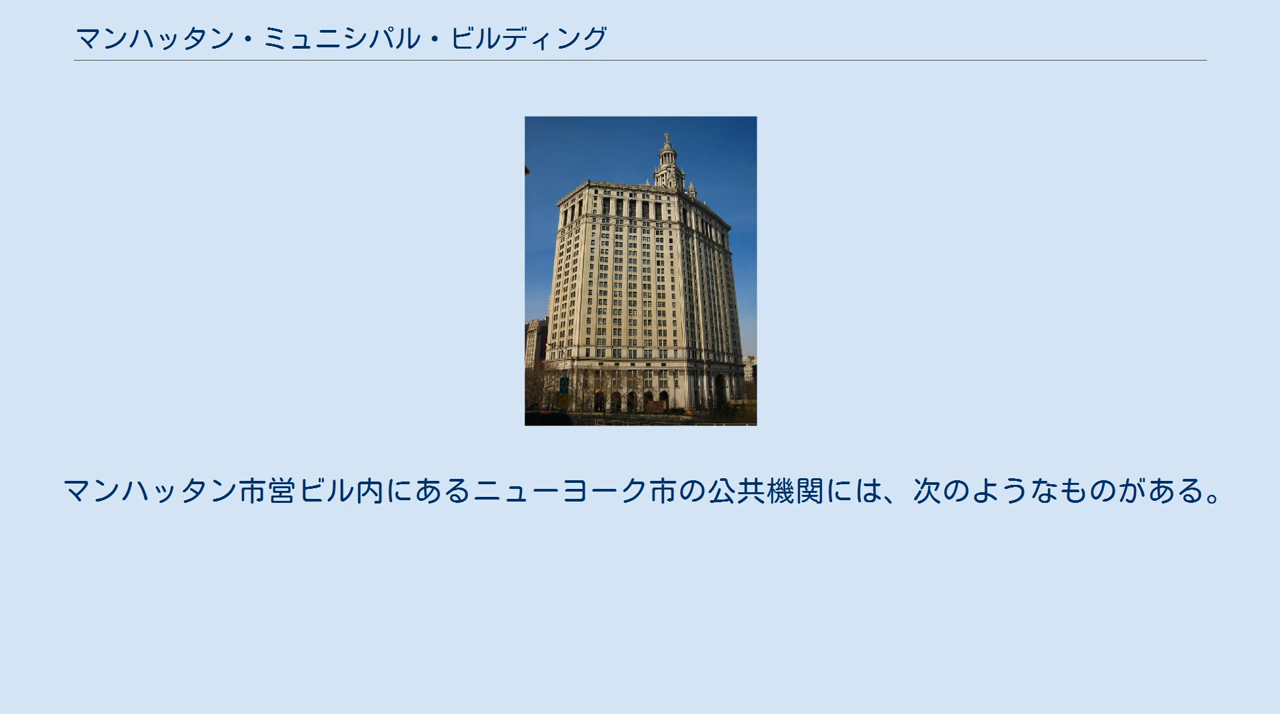 マンハッタン・ミュニシパル・ビルディング
マンハッタン市営ビル内にあるニューヨーク市の公共機関には、次のようなものがある。